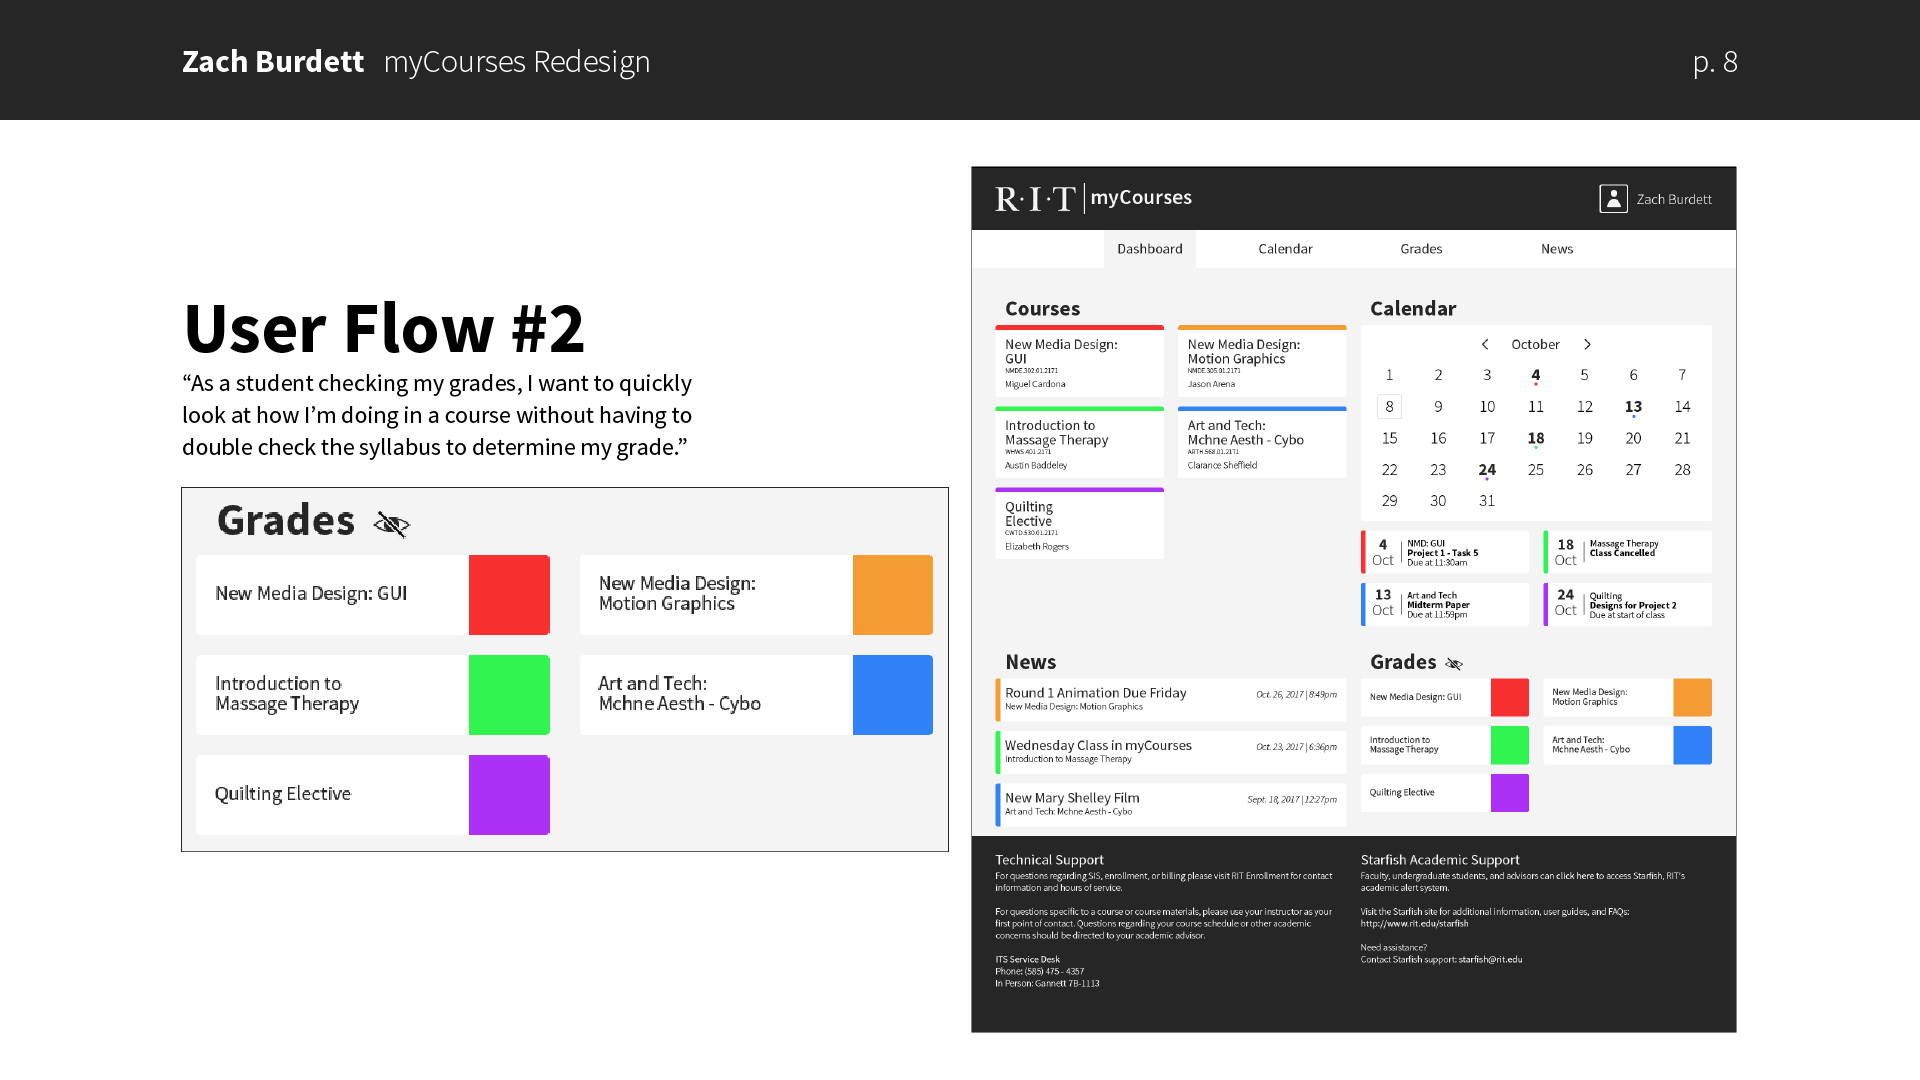 Zach Burdett myCourses Redesign
p. 8
User Flow #2
“As a student checking my grades, I want to quickly
look at how I’m doing in a course without having to
double check the syllabus to determine my grade.”
Grades
New Media Design: GUI
New Media Design:
Motion Graphics
Introduction to
Massage Therapy
Art and Tech:
Mchne Aesth - Cybo
Quilting Elective
R·I·T myCourses
Zach Burdett
Dashboard Calendar Grades News
Courses
New Media Design:
GUI
NMDE.302.01.2171
Miguel Cardona
New Media Design:
Motion Graphics
NMDE.305.01.2171
Jason Arena
Introduction to
Massage Therapy
WHWS.401.2171
Austin Baddeley
Art and Tech:
Mchne Aesth - Cybo
ARTH.568.01.2171
Clarance Sheffield
Quilting
Elective
CWTD.530.01.2171
Elizabeth Rogers
Calendar
< October >
1 2 3 4 5 6 7
8 9 10 11 12 13 14
15 16 17 18 19 20 21
22 23 24 25 26 27 28
29 30 31
4
Oct
NMD: GUI
Project 1 - Task 5
Due at 11:30am
18
Oct
Massage Therapy
Class Cancelled
13
Oct
Art and Tech
Midterm Paper
Due at 11:59pm
24
Oct
Quilting
Designs for Project 2
Due at start of class
News
Round 1 Animation Due Friday
Oct. 26, 2017 | 8:49pm
New Media Design: Motion Graphics
Wednesday Class in myCourses
Oct. 23, 2017 | 6:36pm
Introduction to Massage Therapy
New Mary Shelley Film
Sept. 18, 2017 | 12:27pm
Art and Tech: Mchne Aesth - Cybo
Grades
New Media Design: GUI
New Media Design:
Motion Graphics
Introduction to
Massage Therapy
Art and Tech:
Mchne Aesth - Cybo
Quilting Elective
Technical Support
For questions regarding SIS, enrollment, or billing please visit RIT Enrollment for contact
information and hours of service.
For questions specific to a course or course materials, please use your instructor as your
first point of contact. Questions regarding your course schedule or other academic
concerns should be directed to your academic advisor.
ITS Service Desk
Phone: (585) 475 - 4357
In Person: Gannett 7B-1113
Starfish Academic Support
Faculty, undergraduate students, and advisors can click here to access Starfish, RIT's
academic alert system.
Visit the Starfish site for additional information, user guides, and FAQs:
http://www.rit.edu/starfish
Need assistance?
Contact Starfish support: starfish@rit.edu